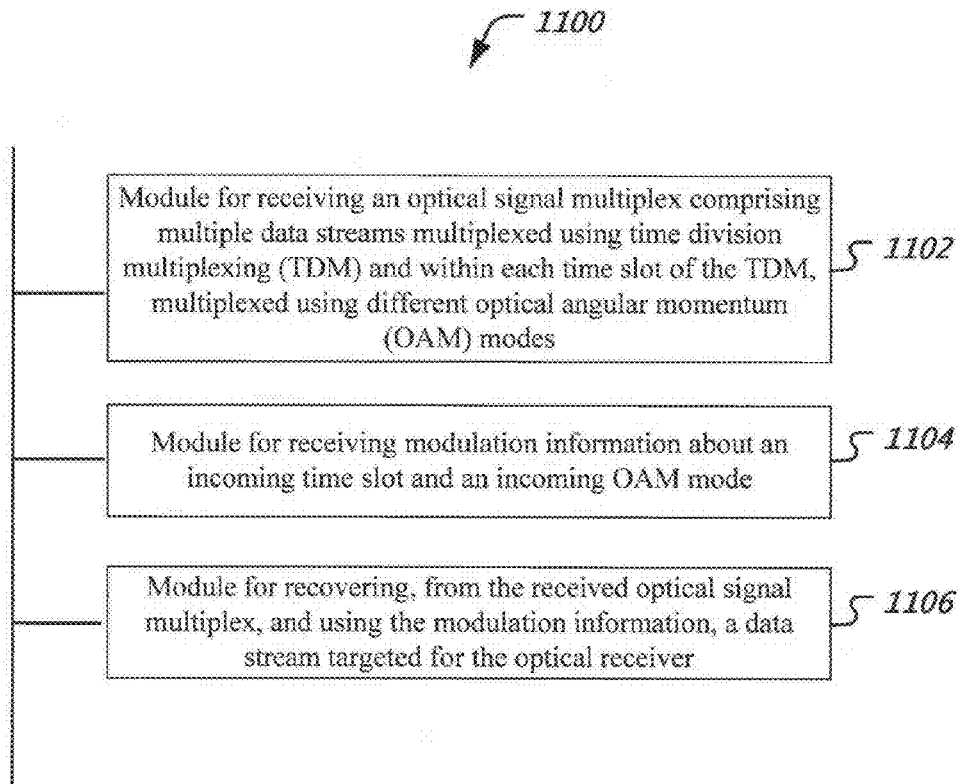 1100
Module for receiving an optical signal multiplex comprising
multiple data streams multiplexed using time division
multiplexing (TDM) and within each time slot of the TDM,
multiplexed using different optical angular momentum
(OAM) modes
1102
Module for receiving modulation information about an
incoming time slot and an incoming OAM mode
1104
Module for recovering, from the received optical signal
multiplex, and using the modulation information, a data
stream targeted for the optical receiver
1106